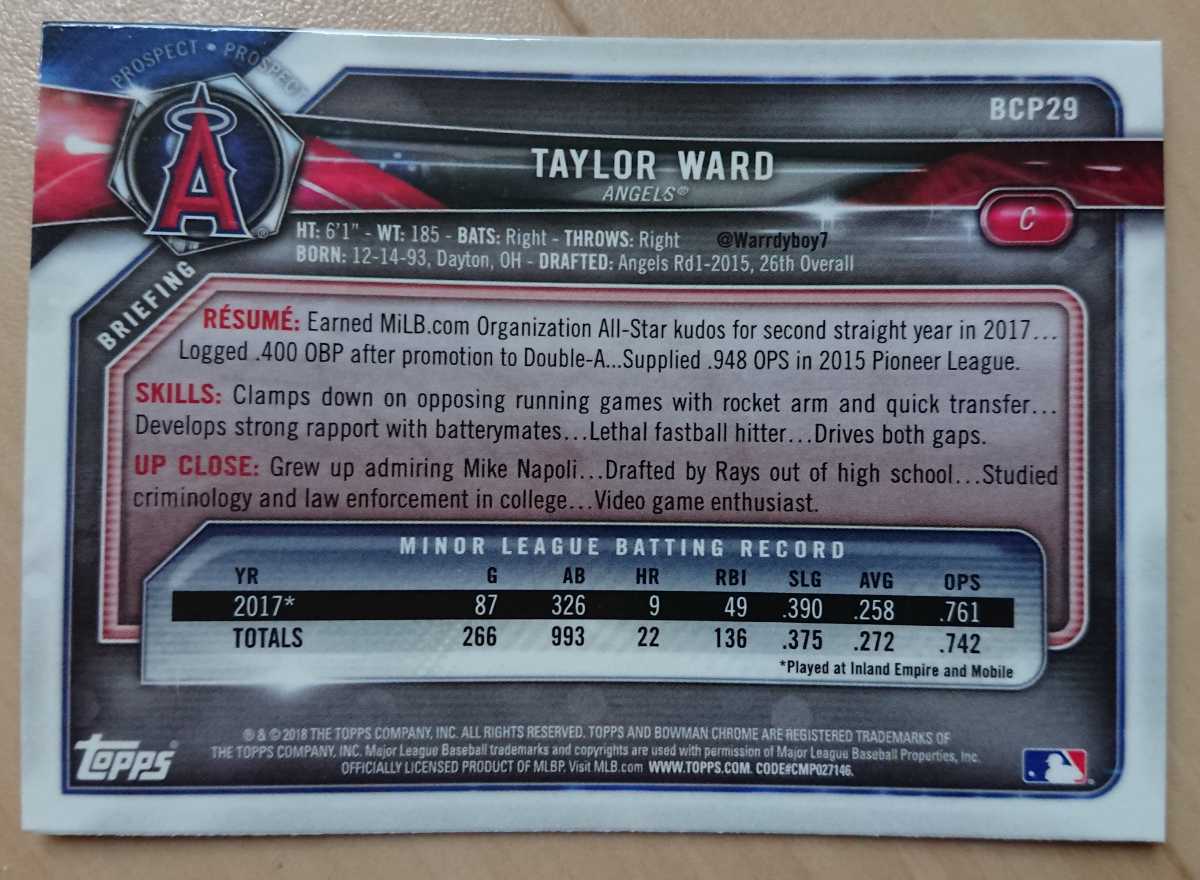 PROSPECT • PROSPECT
BCP29
A
TAYLOR WARD
ANGELS®
C
HT: 6'1" - WT: 185 - BATS: Right - THROWS: Right @Warrdyboy7
BORN: 12-14-93, Dayton, OH - DRAFTED: Angels Rd1-2015, 26th Overall
BRIEFING
RÉSUMÉ: Earned MiLB.com Organization All-Star kudos for second straight year in 2017...
Logged .400 OBP after promotion to Double-A...Supplied .948 OPS in 2015 Pioneer League.
SKILLS: Clamps down on opposing running games with rocket arm and quick transfer...
Develops strong rapport with batterymates...Lethal fastball hitter...Drives both gaps.
UP CLOSE: Grew up admiring Mike Napoli...Drafted by Rays out of high school...Studied
criminology and law enforcement in college...Video game enthusiast.
MINOR LEAGUE BATTING RECORD
YR G AB HR RBI SLG AVG OPS
2017* 87 326 9 49 .390 .258 .761
TOTALS 266 993 22 136 .375 .272 .742
*Played at Inland Empire and Mobile
® & © 2018 THE TOPPS COMPANY, INC. ALL RIGHTS RESERVED. TOPPS AND BOWMAN CHROME ARE REGISTERED TRADEMARKS OF
THE TOPPS COMPANY, INC. Major League Baseball trademarks and copyrights are used with permission of Major League Baseball Properties, Inc.
OFFICIALLY LICENSED PRODUCT OF MLBP. Visit MLB.com WWW.TOPPS.COM. CODE#CMP027146.
TOPPS